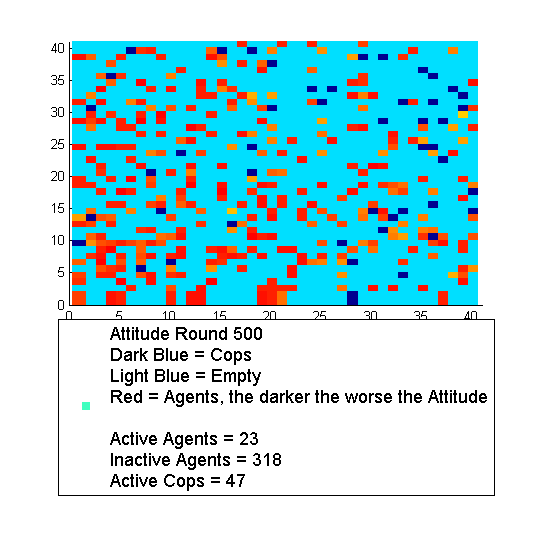 40
35
30
25
20
15
10
5
0
0 5 10 15 20 25 30 35 40
Attitude Round 500
Dark Blue = Cops
Light Blue = Empty
Red = Agents, the darker the worse the Attitude
Active Agents = 23
Inactive Agents = 318
Active Cops = 47